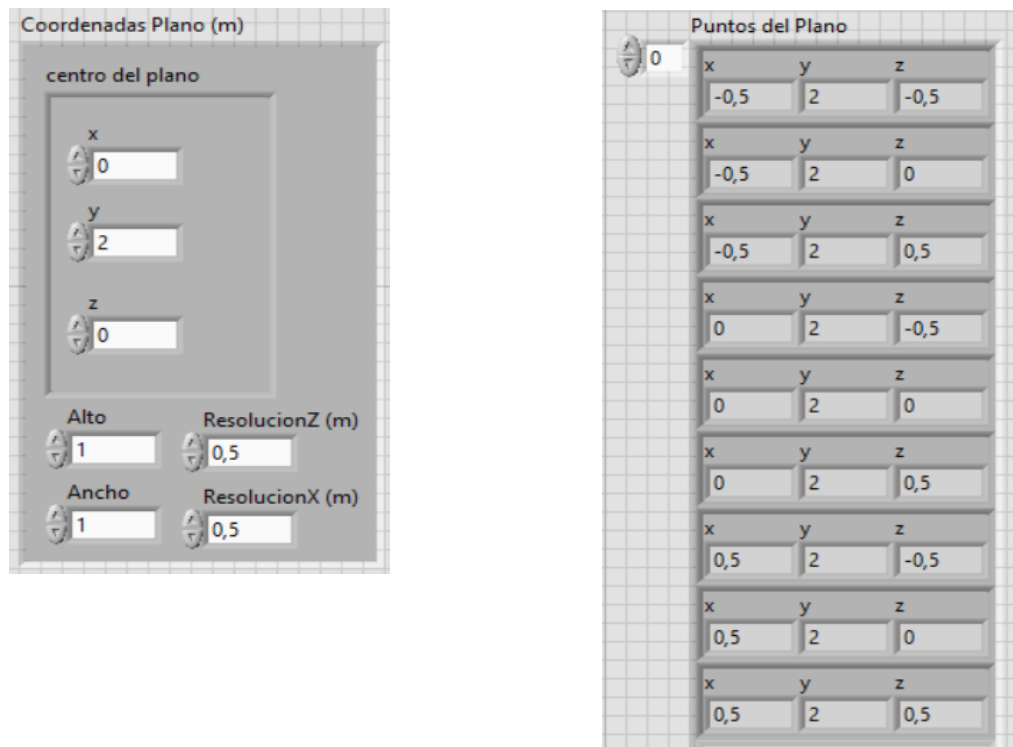 Coordenadas Plano (m)
centro del plano
x
0
y
2
z
0
Alto ResolucionZ (m)
1 0,5
Ancho ResolucionX (m)
1 0,5
Puntos del Plano
0
x y z
-0,5 2 -0,5
x y z
-0,5 2 0
x y z
-0,5 2 0,5
x y z
0 2 -0,5
x y z
0 2 0
x y z
0 2 0,5
x y z
0,5 2 -0,5
x y z
0,5 2 0
x y z
0,5 2 0,5